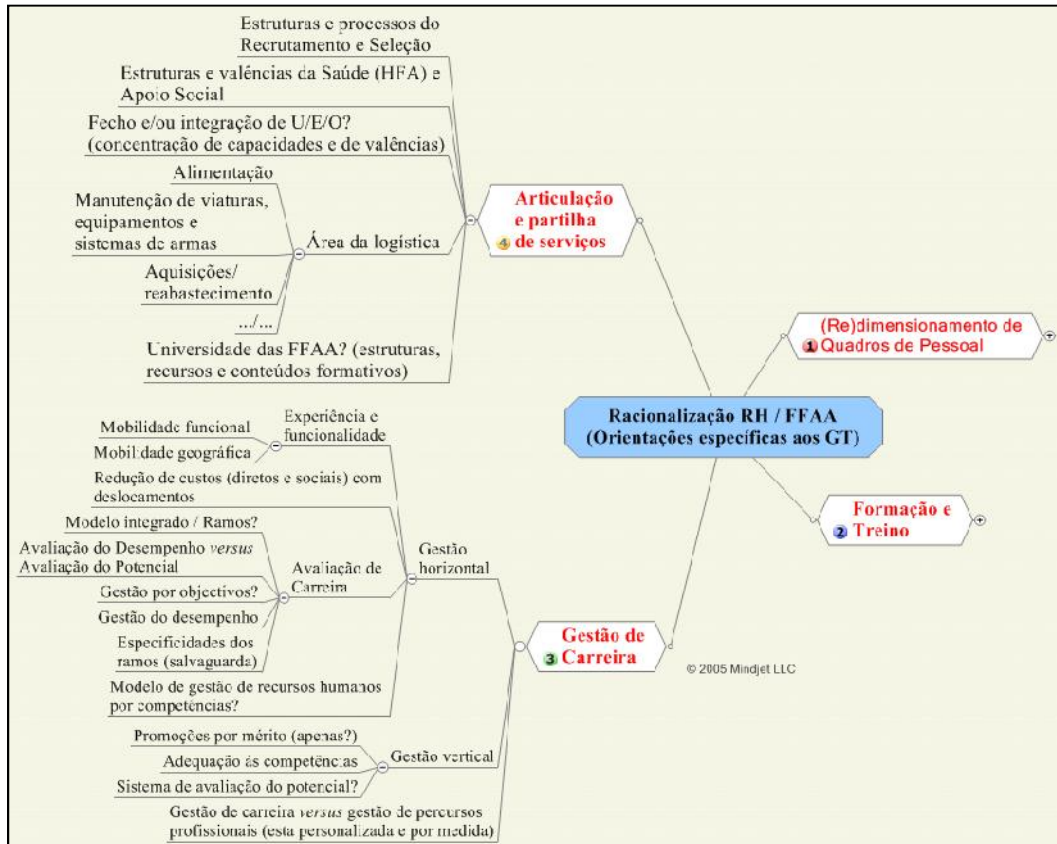 Estruturas e processos do
Recrutamento e Seleção
Estruturas e valências da Saúde (HFA) e
Apoio Social
Fecho e/ou integração de U/E/O?
(concentração de capacidades e de valências)
Alimentação
Manutenção de viaturas,
equipamentos e
sistemas de armas
Aquisições/
reabastecimento
.../...
Área da logística
Universidade das FFAA? (estruturas,
recursos e conteúdos formativos)
Articulação
e partilha
4 de serviços
(Re)dimensionamento de
1 Quadros de Pessoal
Racionalização RH / FFAA
(Orientações específicas aos GT)
Formação e
2 Treino
Gestão de
3 Carreira
© 2005 Mindjet LLC
Experiência e
funcionalidade
Mobilidade funcional
Mobilidade geográfica
Redução de custos (diretos e sociais) com
deslocamentos
Modelo integrado / Ramos?
Avaliação do Desempenho versus
Avaliação do Potencial
Gestão por objectivos?
Gestão do desempenho
Especificidades dos
ramos (salvaguarda)
Avaliação de
Carreira
Gestão
horizontal
Modelo de gestão de recursos humanos
por competências?
Promoções por mérito (apenas?)
Adequação às competências
Sistema de avaliação do potencial?
Gestão vertical
Gestão de carreira versus gestão de percursos
profissionais (esta personalizada e por medida)